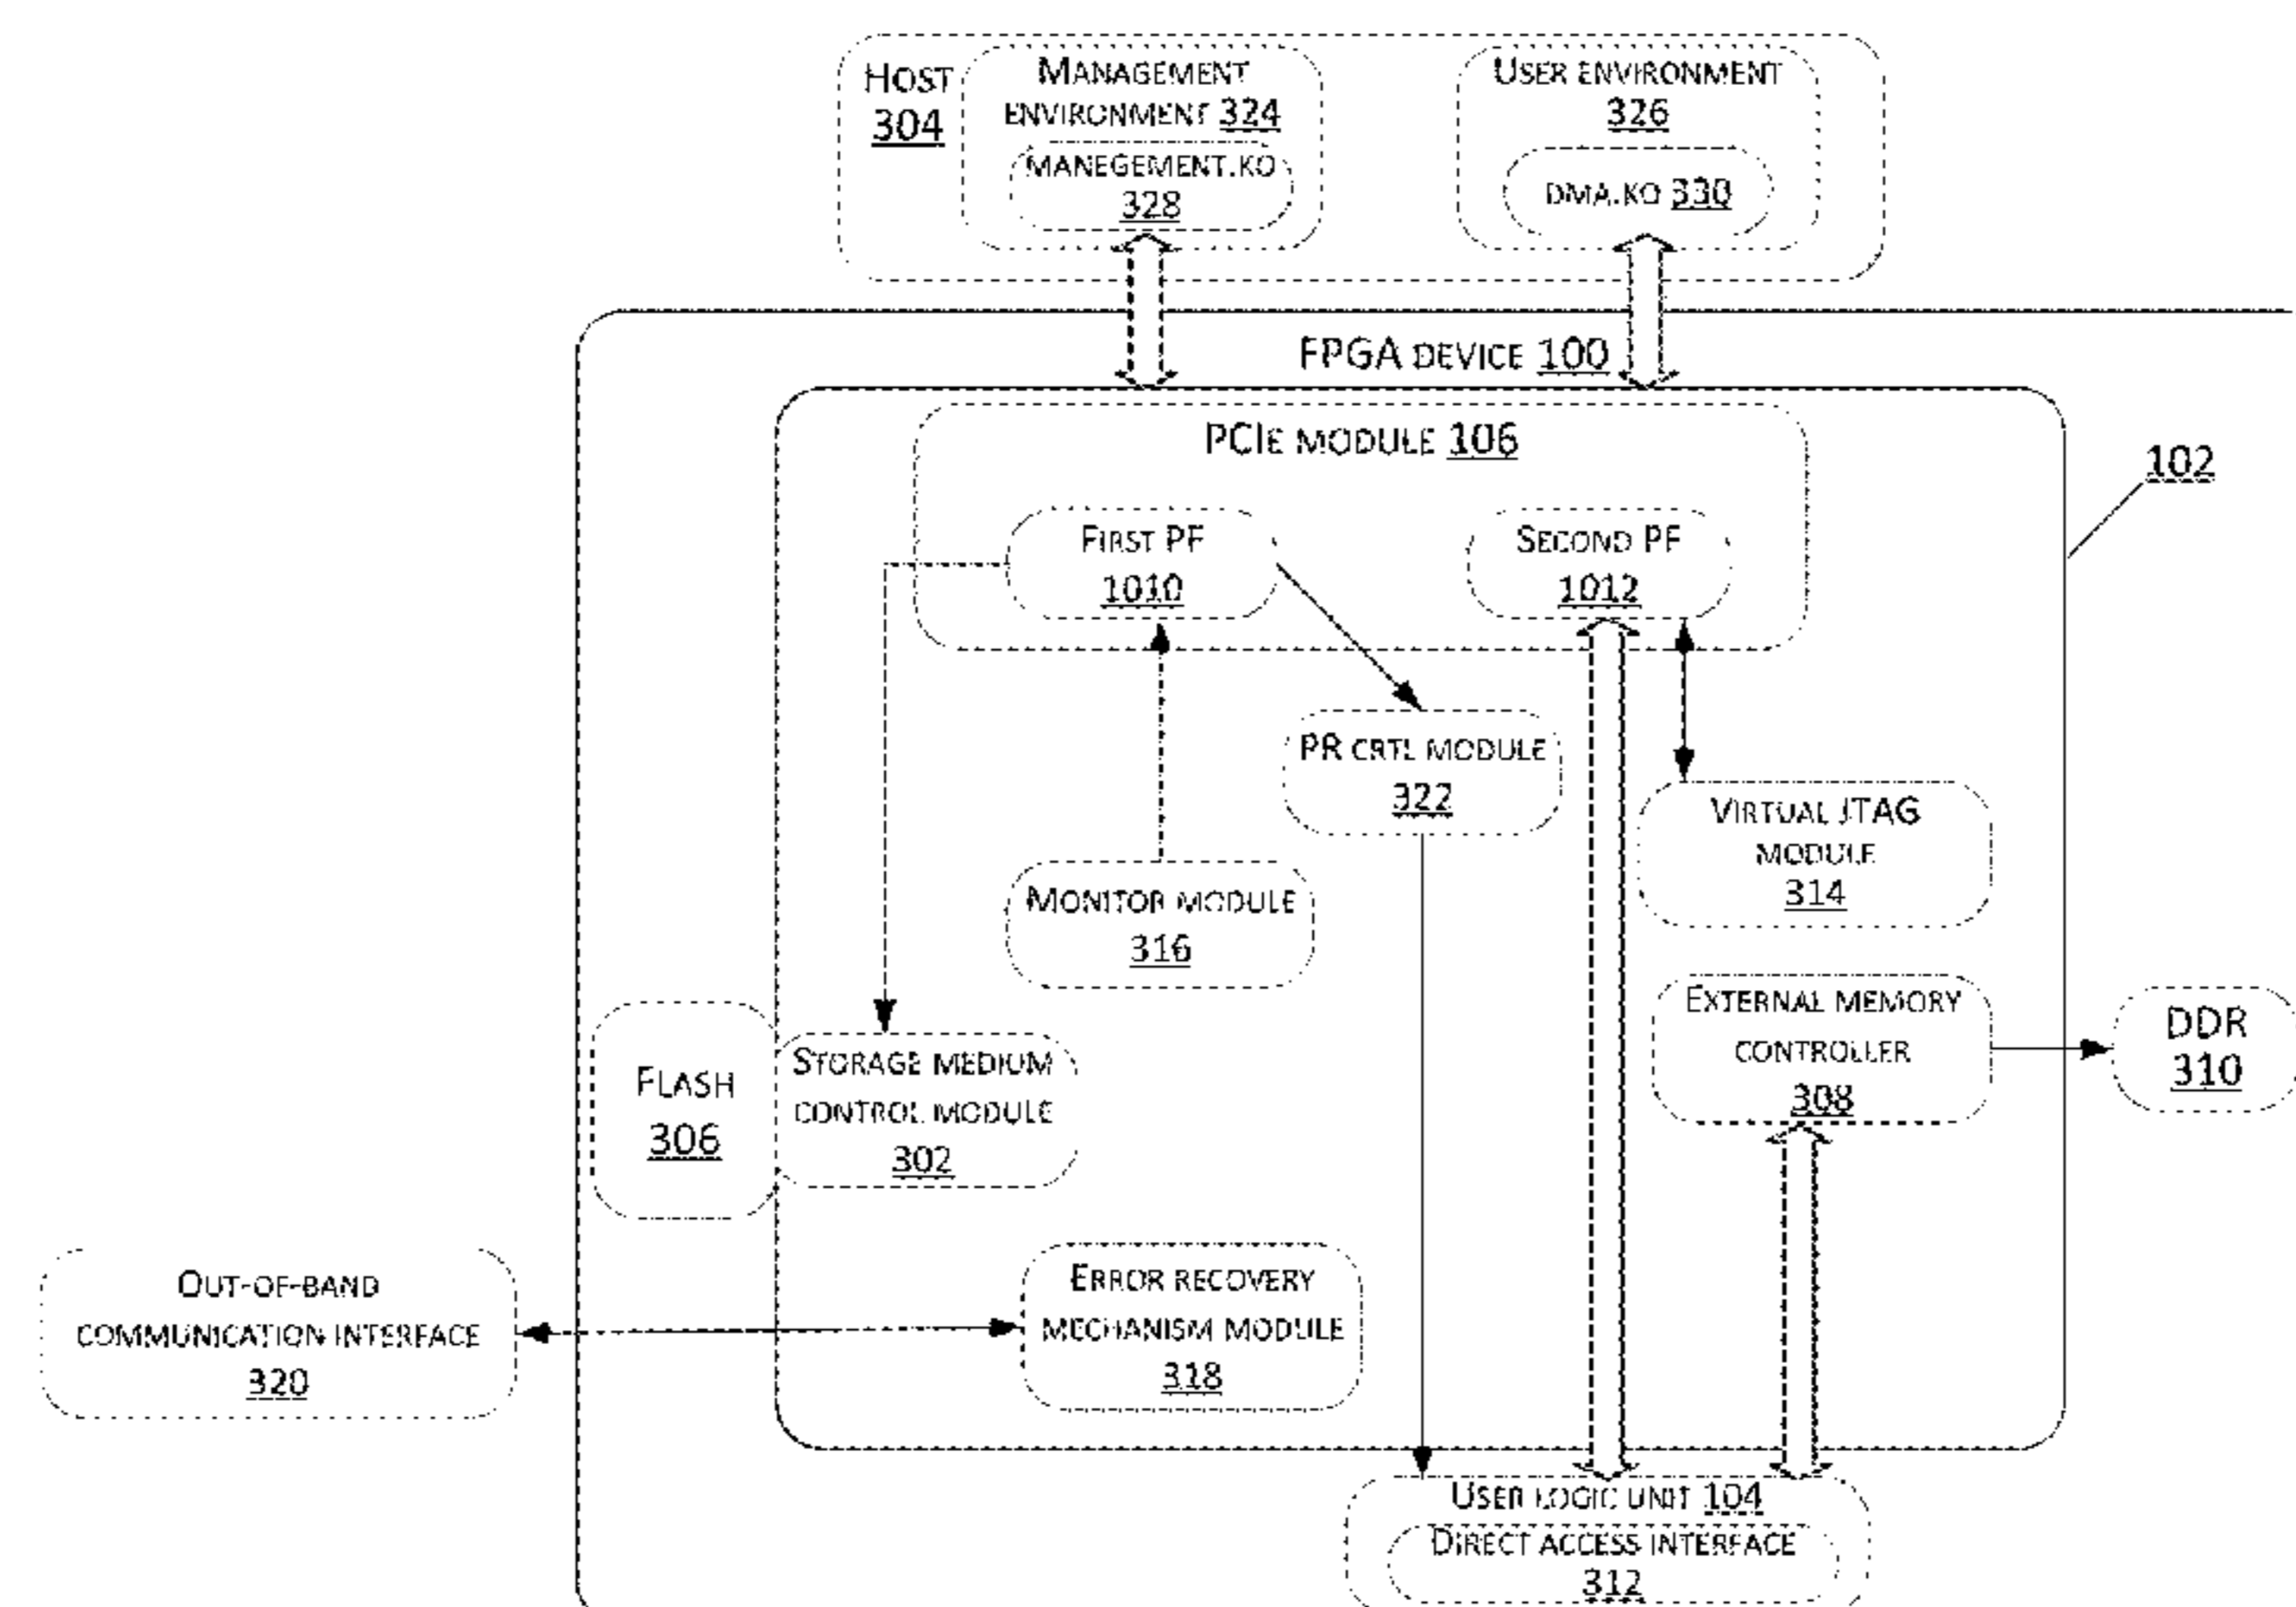 HOST
304
MANAGEMENT
ENVIRONMENT 324
MANEGEMENT.KO
328
USER ENVIRONMENT
326
DMA.KO 330
FPGA DEVICE 100
PCIE MODULE 106
102
FIRST PF
1010
SECOND PF
1012
PR CRTL MODULE
322
VIRTUAL JTAG
MODULE
314
MONITOR MODULE
316
EXTERNAL MEMORY
CONTROLLER
308
DDR
310
FLASH
306
STORAGE MEDIUM
CONTROL MODULE
302
OUT-OF-BAND
COMMUNICATION INTERFACE
320
ERROR RECOVERY
MECHANISM MODULE
318
USER LOGIC UNIT 104
DIRECT ACCESS INTERFACE
312